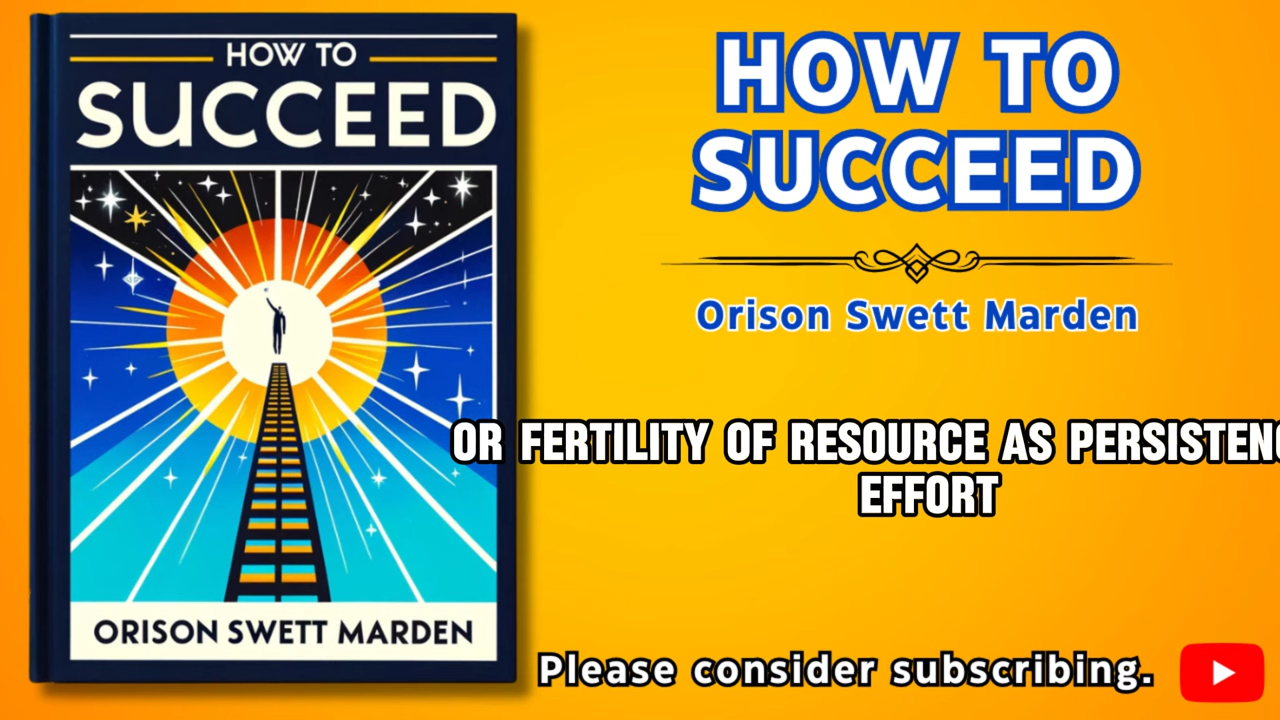 HOW TO
SUCCEED
ORISON SWETT MARDEN
HOW TO
SUCCEED
Orison Swett Marden
OR FERTILITY OF RESOURCE AS
EFFORT
Please consider subscribing.